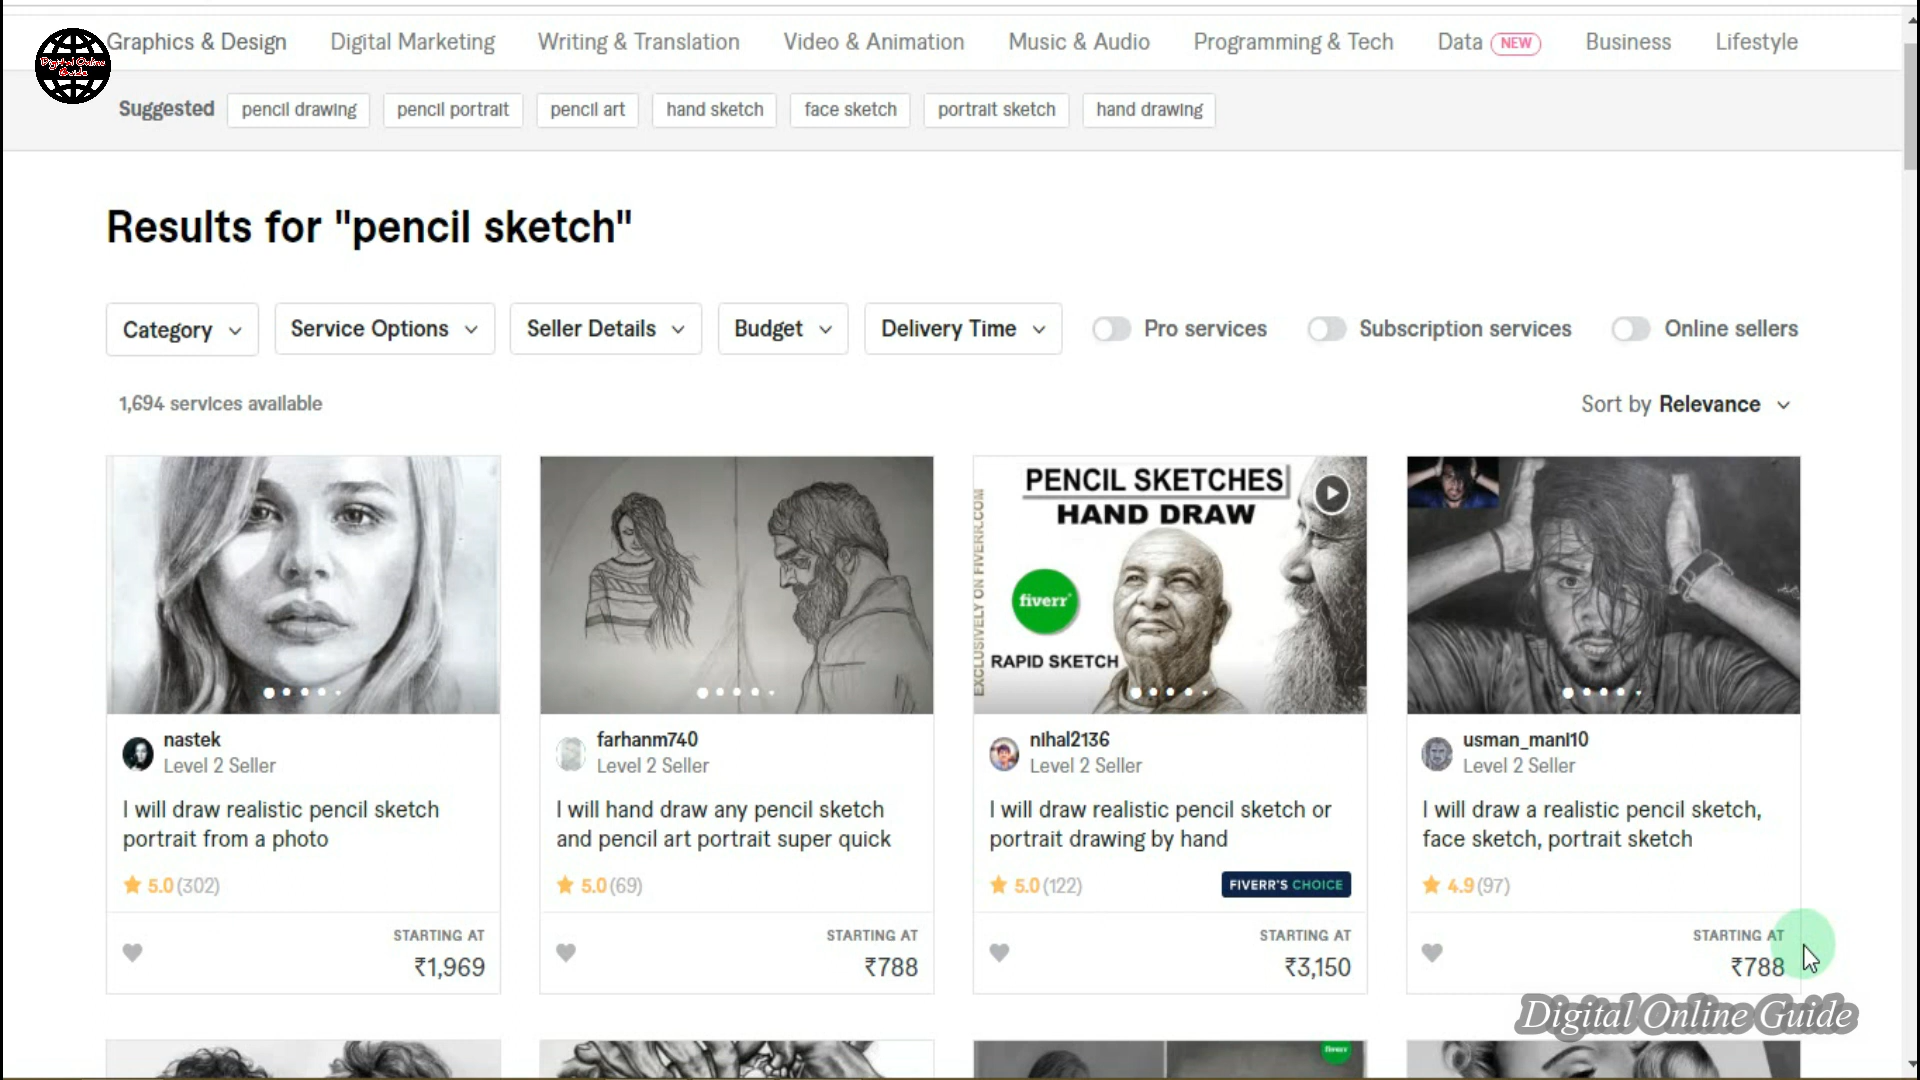 Graphics & Design Digital Marketing Writing & Translation Video & Animation Music & Audio Programming & Tech Data NEW Business Lifestyle
Digital Online
Guide
Suggested pencil drawing pencil portrait pencil art hand sketch face sketch portrait sketch hand drawing
Results for "pencil sketch"
Category Service Options Seller Details Budget Delivery Time Pro services Subscription services Online sellers
1,694 services available
Sort by Relevance
PENCIL SKETCHES
HAND DRAW
EXCLUSIVELY ON FIVERR.COM
fiverr
RAPID SKETCH
nastek
Level 2 Seller
I will draw realistic pencil sketch
portrait from a photo
5.0 (302)
STARTING AT
₹1,969
farhanm740
Level 2 Seller
I will hand draw any pencil sketch
and pencil art portrait super quick
5.0 (69)
STARTING AT
₹788
nihal2136
Level 2 Seller
I will draw realistic pencil sketch or
portrait drawing by hand
5.0 (122)
FIVERR'S CHOICE
STARTING AT
₹3,150
usman_mani10
Level 2 Seller
I will draw a realistic pencil sketch,
face sketch, portrait sketch
4.9 (97)
STARTING AT
₹788
Digital Online Guide
fiverr